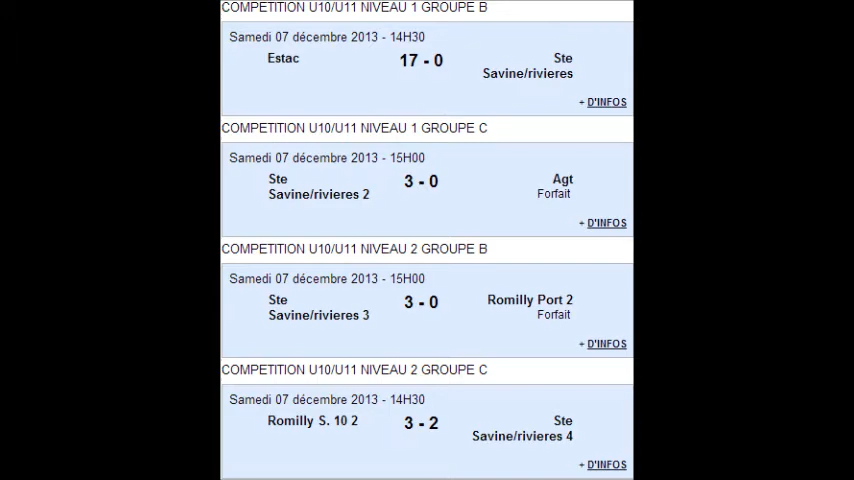 COMPETITION U10/U11 NIVEAU 1 GROUPE B
Samedi 07 décembre 2013 - 14H30
Estac 17 - 0 Ste
Savine/rivieres
+ D'INFOS
COMPETITION U10/U11 NIVEAU 1 GROUPE C
Samedi 07 décembre 2013 - 15H00
Ste 3 - 0 Agt
Savine/rivieres 2 Forfait
+ D'INFOS
COMPETITION U10/U11 NIVEAU 2 GROUPE B
Samedi 07 décembre 2013 - 15H00
Ste 3 - 0 Romilly Port 2
Savine/rivieres 3 Forfait
+ D'INFOS
COMPETITION U10/U11 NIVEAU 2 GROUPE C
Samedi 07 décembre 2013 - 14H30
Romilly S. 10 2 3 - 2 Ste
Savine/rivieres 4
+ D'INFOS